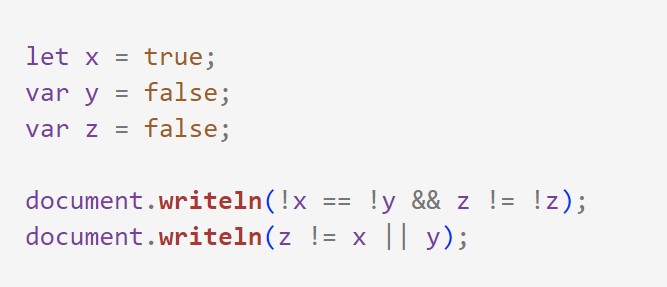 let x = true;
var y = false;
var z = false;
document.writeln(!x == !y && z != !z);
document.writeln(z != x || y);